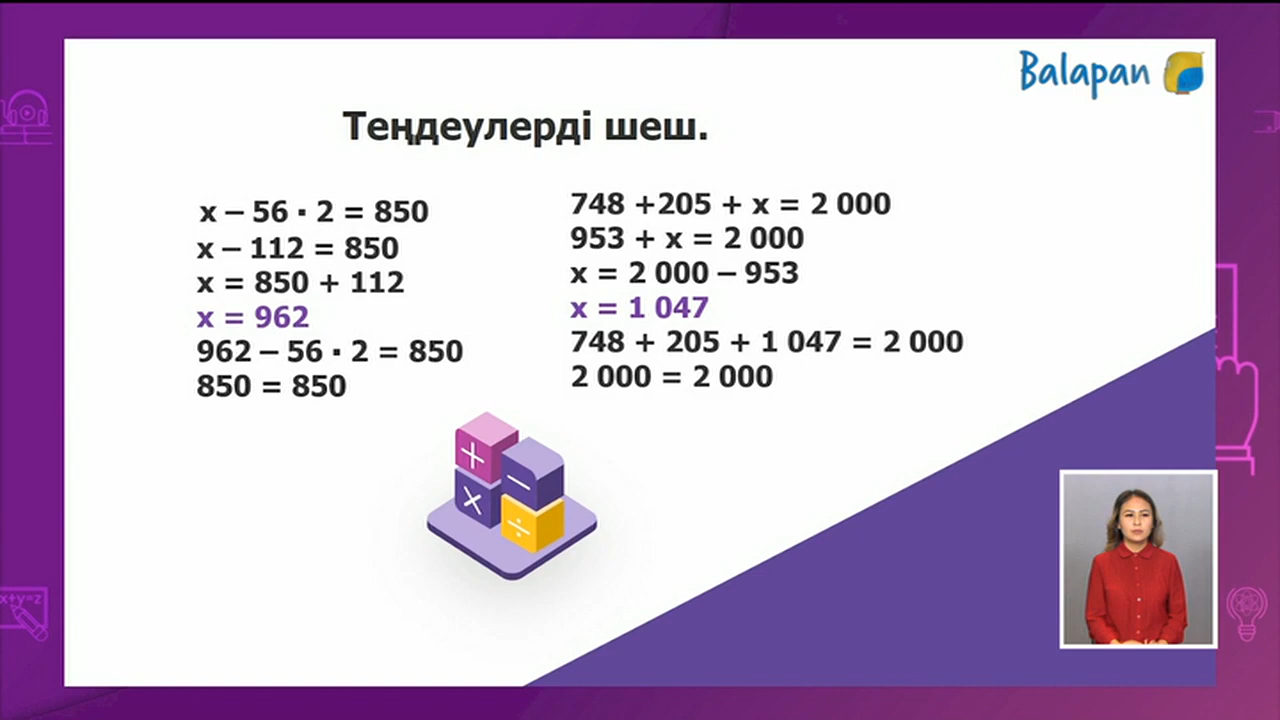 Balapan
Теңдеулерді шеш.
х – 56 · 2 = 850
х – 112 = 850
х = 850 + 112
х = 962
962 – 56 · 2 = 850
850 = 850
748 +205 + х = 2 000
953 + х = 2 000
х = 2 000 – 953
х = 1 047
748 + 205 + 1 047 = 2 000
2 000 = 2 000
+
–
×
÷
x+y=z